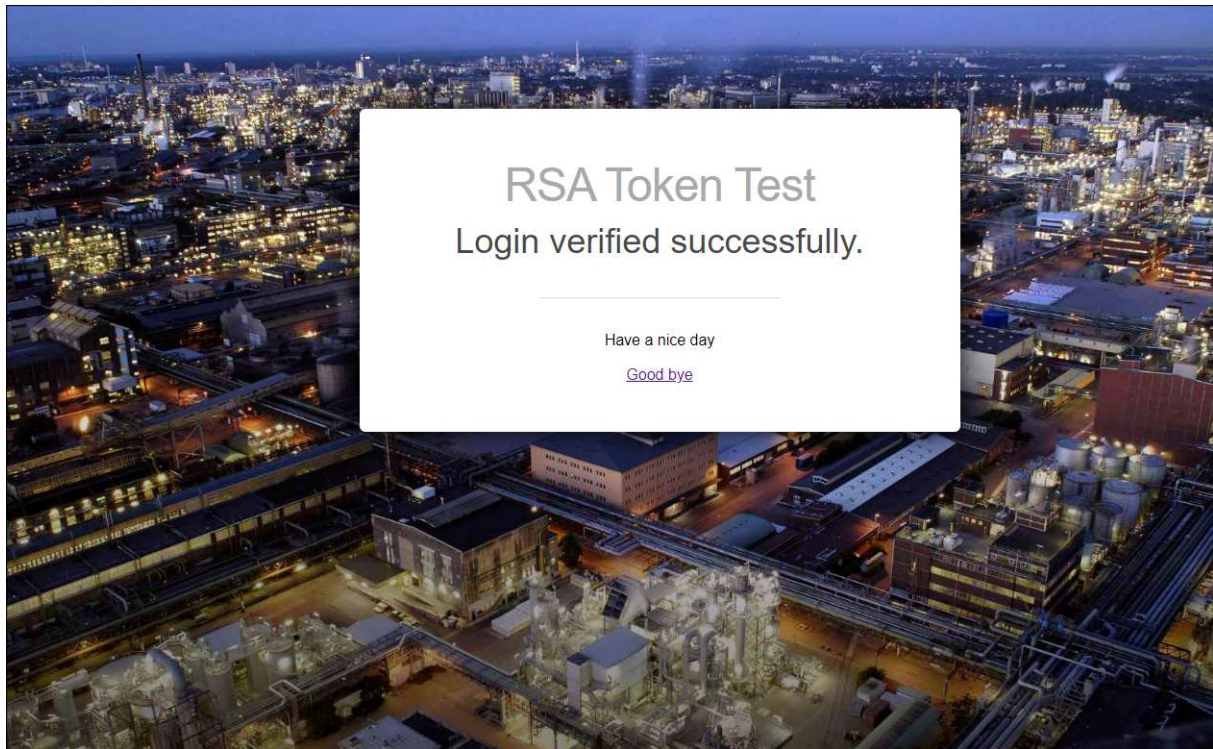 RSA Token Test
Login verified successfully.
Have a nice day
Good bye